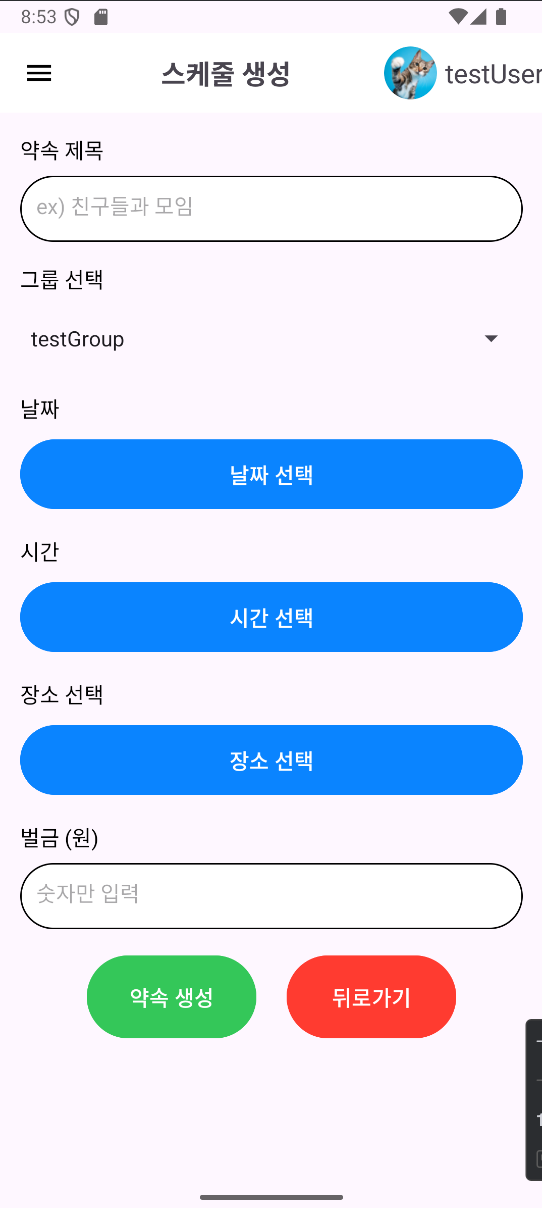 8:53
스케줄 생성
testUser
약속 제목
ex) 친구들과 모임
그룹 선택
testGroup
날짜
날짜 선택
시간
시간 선택
장소 선택
장소 선택
벌금 (원)
숫자만 입력
약속 생성 뒤로가기